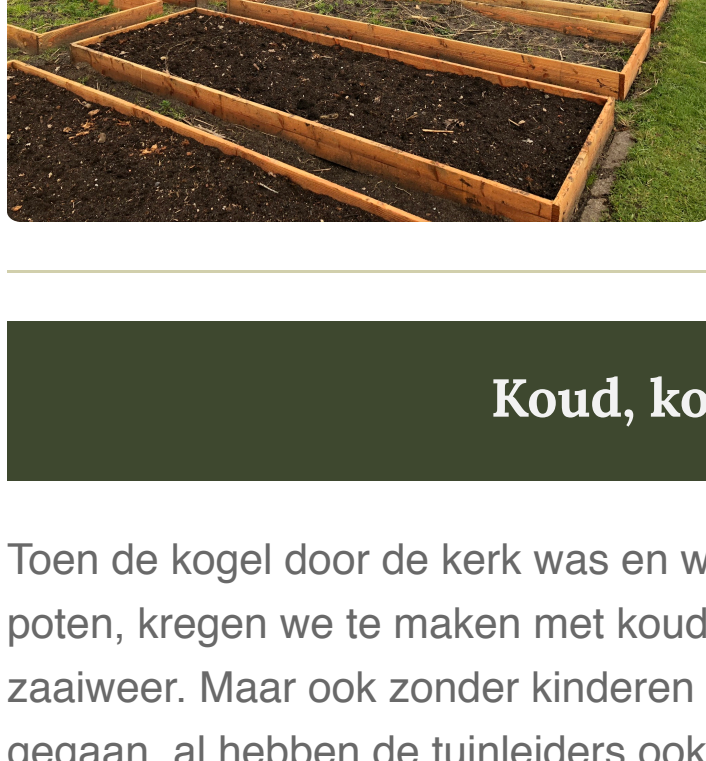 Koud, ko
Toen de kogel door de kerk was en w
poten, kregen we te maken met koud
zaaiweer. Maar ook zonder kinderen
gegaan, al hebben de tuinleiders ook